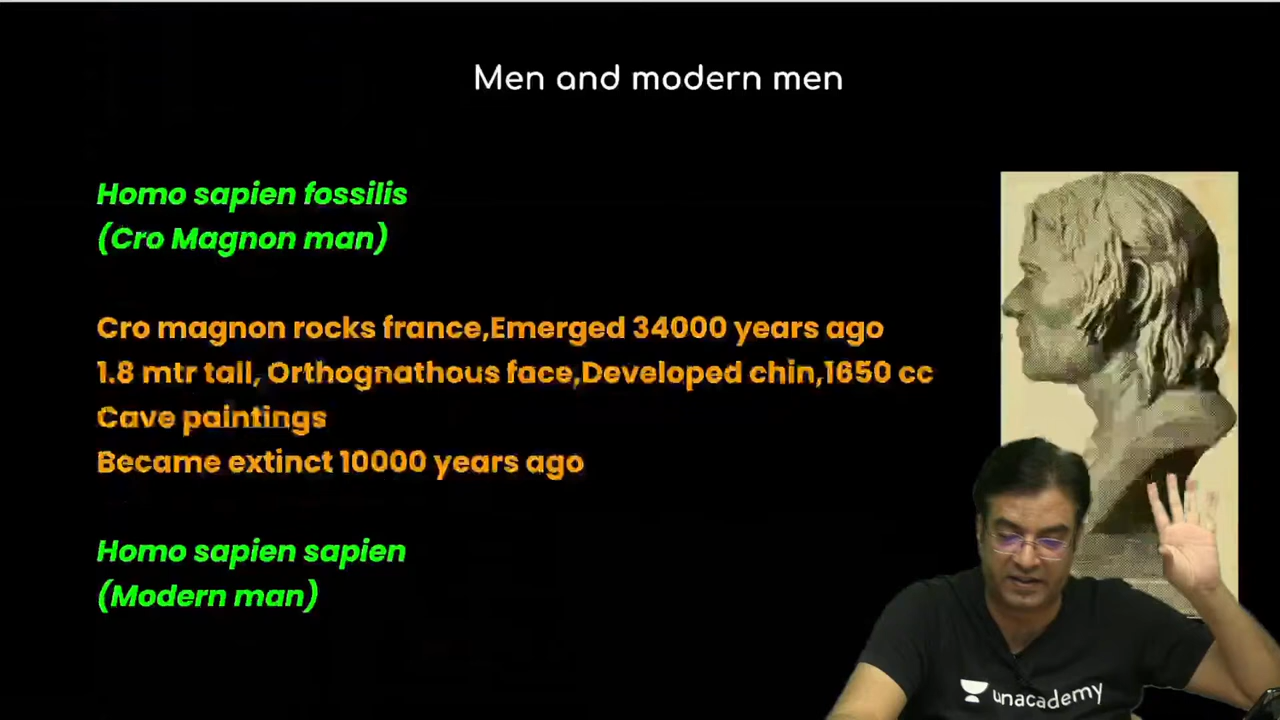 Men and modern men
Homo sapien fossilis
(Cro Magnon man)
Cro magnon rocks france,Emerged 34000 years ago
1.8 mtr tall, Orthognathous face,Developed chin,1650 cc
Cave paintings
Became extinct 10000 years ago
Homo sapien sapien
(Modern man)
unacademy